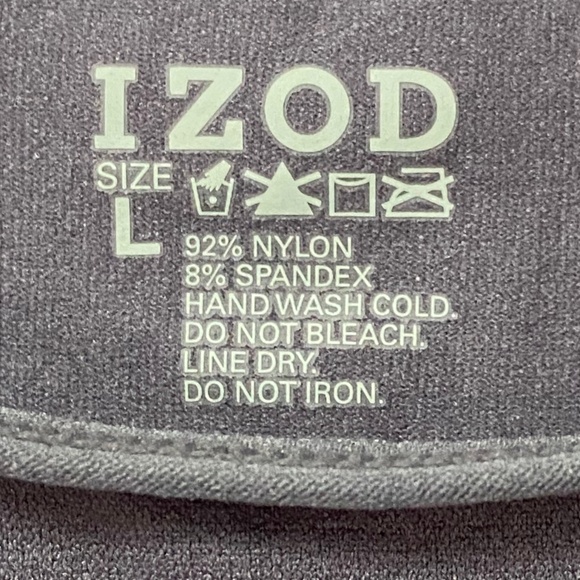 IZOD
SIZE
L
92% NYLON
8% SPANDEX
HAND WASH COLD.
DO NOT BLEACH.
LINE DRY.
DO NOT IRON.